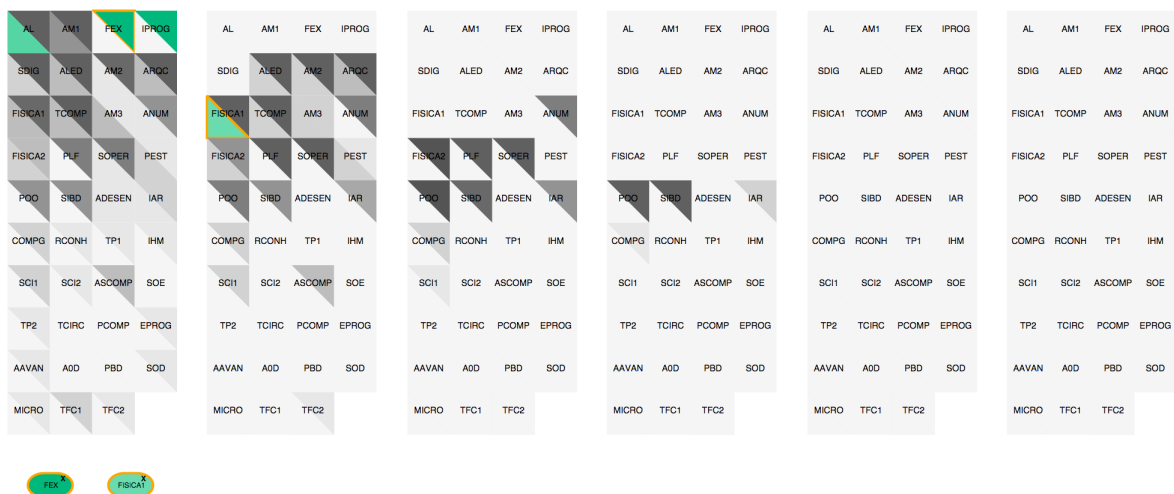 AL AM1 FEX IPROG AL AM1 FEX IPROG AL AM1 FEX IPROG AL AM1 FEX IPROG AL AM1 FEX IPROG AL AM1 FEX IPROG
SDIG ALED AM2 ARQC SDIG ALED AM2 ARQC SDIG ALED AM2 ARQC SDIG ALED AM2 ARQC SDIG ALED AM2 ARQC SDIG ALED AM2 ARQC
FISICA1 TCOMP AM3 ANUM FISICA1 TCOMP AM3 ANUM FISICA1 TCOMP AM3 ANUM FISICA1 TCOMP AM3 ANUM FISICA1 TCOMP AM3 ANUM FISICA1 TCOMP AM3 ANUM
FISICA2 PLF SOPER PEST FISICA2 PLF SOPER PEST FISICA2 PLF SOPER PEST FISICA2 PLF SOPER PEST FISICA2 PLF SOPER PEST FISICA2 PLF SOPER PEST
POO SIBD ADESEN IAR POO SIBD ADESEN IAR POO SIBD ADESEN IAR POO SIBD ADESEN IAR POO SIBD ADESEN IAR POO SIBD ADESEN IAR
COMPG RCONH TP1 IHM COMPG RCONH TP1 IHM COMPG RCONH TP1 IHM COMPG RCONH TP1 IHM COMPG RCONH TP1 IHM COMPG RCONH TP1 IHM
SCI1 SCI2 ASCOMP SOE SCI1 SCI2 ASCOMP SOE SCI1 SCI2 ASCOMP SOE SCI1 SCI2 ASCOMP SOE SCI1 SCI2 ASCOMP SOE SCI1 SCI2 ASCOMP SOE
TP2 TCIRC PCOMP EPROG TP2 TCIRC PCOMP EPROG TP2 TCIRC PCOMP EPROG TP2 TCIRC PCOMP EPROG TP2 TCIRC PCOMP EPROG TP2 TCIRC PCOMP EPROG
AAVAN A0D PBD SOD AAVAN A0D PBD SOD AAVAN A0D PBD SOD AAVAN A0D PBD SOD AAVAN A0D PBD SOD AAVAN A0D PBD SOD
MICRO TFC1 TFC2 MICRO TFC1 TFC2 MICRO TFC1 TFC2 MICRO TFC1 TFC2 MICRO TFC1 TFC2 MICRO TFC1 TFC2
FEX x FISICA1 x